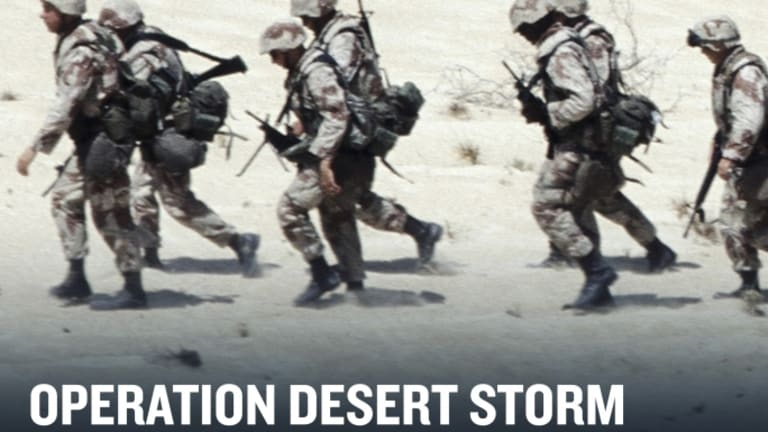 OPERATION DESERT STORM